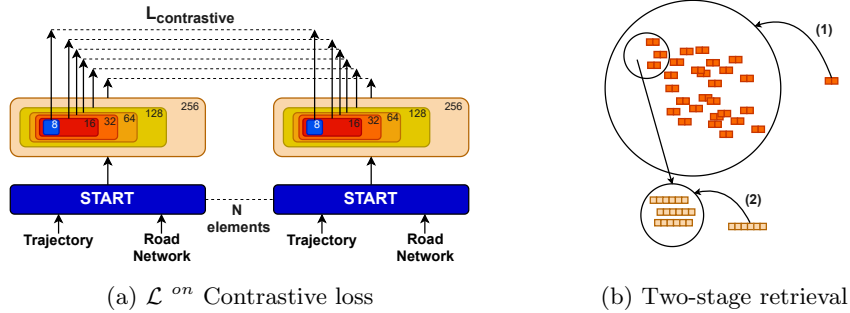 L_contrastive
256
128
64
32
16
8
256
128
64
32
16
8
START
START
N
elements
Trajectory
Road
Network
Trajectory
Road
Network
(1)
(2)
(a) ℒ ᵒⁿ Contrastive loss
(b) Two-stage retrieval